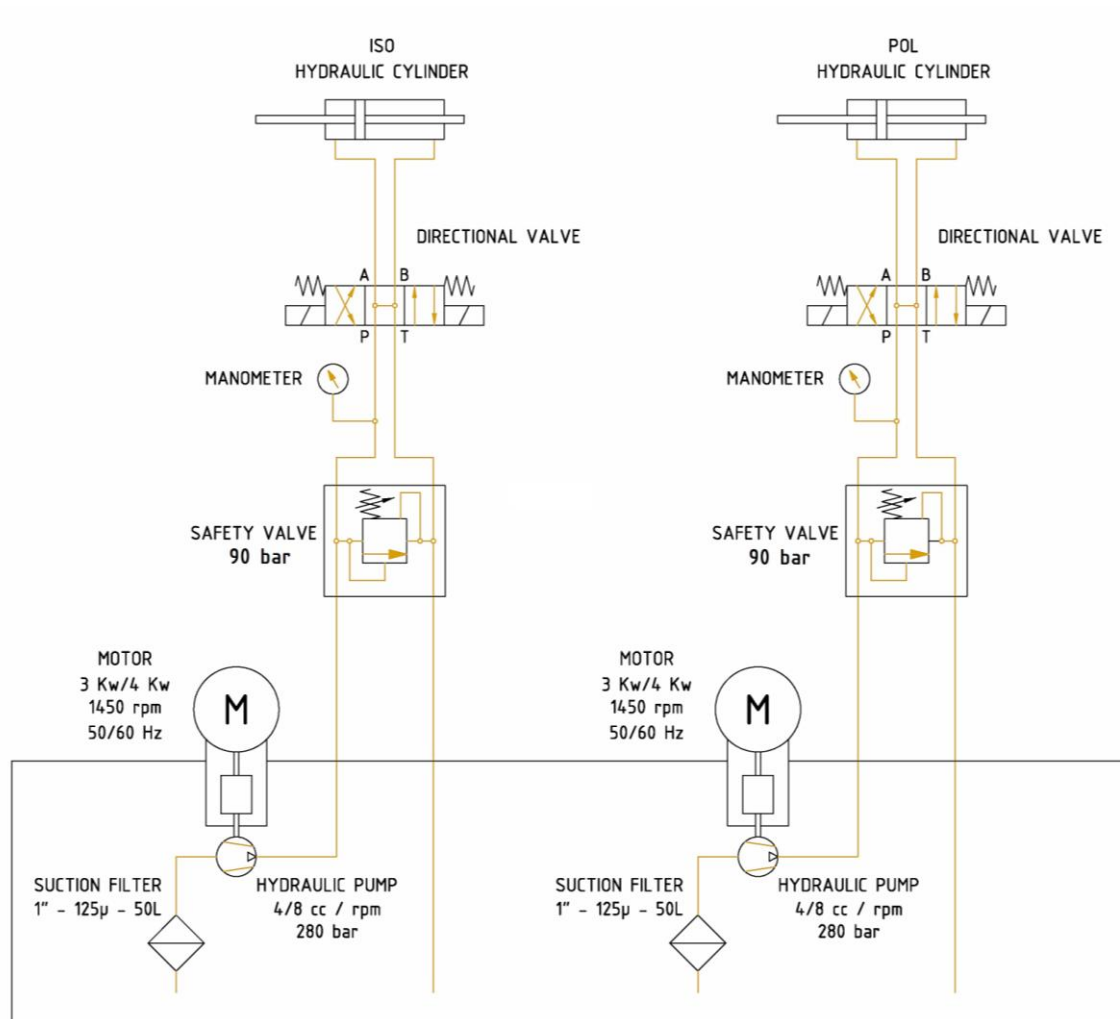 ISO
HYDRAULIC CYLINDER
DIRECTIONAL VALVE
A B
P T
MANOMETER
SAFETY VALVE
90 bar
MOTOR
3 Kw/4 Kw
1450 rpm
50/60 Hz
M
SUCTION FILTER
1" - 125µ - 50L
HYDRAULIC PUMP
4/8 cc / rpm
280 bar
POL
HYDRAULIC CYLINDER
DIRECTIONAL VALVE
A B
P T
MANOMETER
SAFETY VALVE
90 bar
MOTOR
3 Kw/4 Kw
1450 rpm
50/60 Hz
M
SUCTION FILTER
1" - 125µ - 50L
HYDRAULIC PUMP
4/8 cc / rpm
280 bar